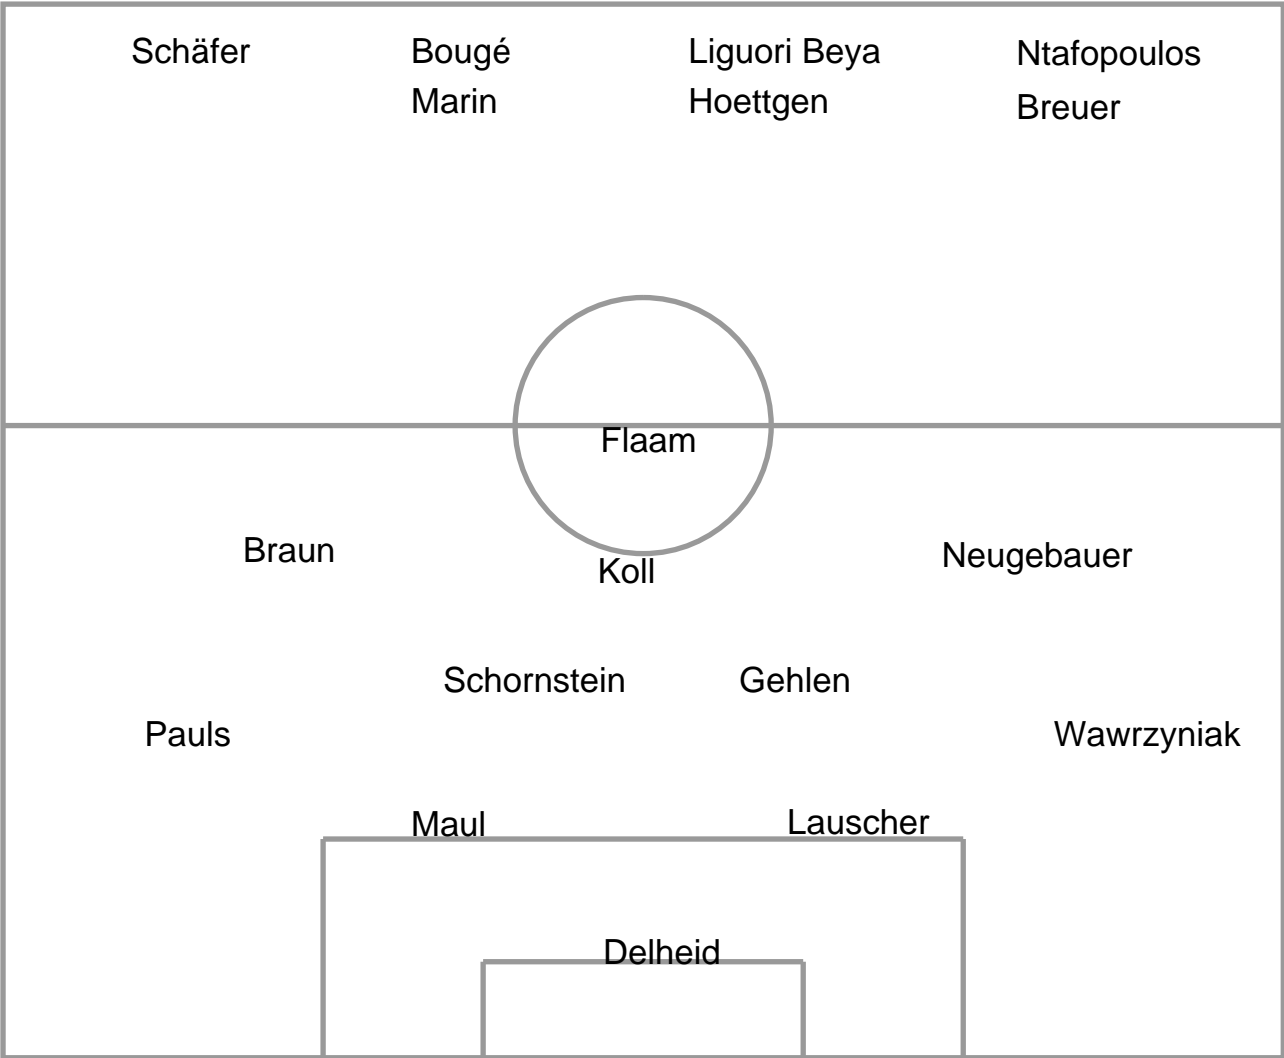 Schäfer
Bougé
Liguori Beya
Ntafopoulos
Marin
Hoettgen
Breuer
Flaam
Braun
Koll
Neugebauer
Schornstein
Gehlen
Pauls
Wawrzyniak
Maul
Lauscher
Delheid